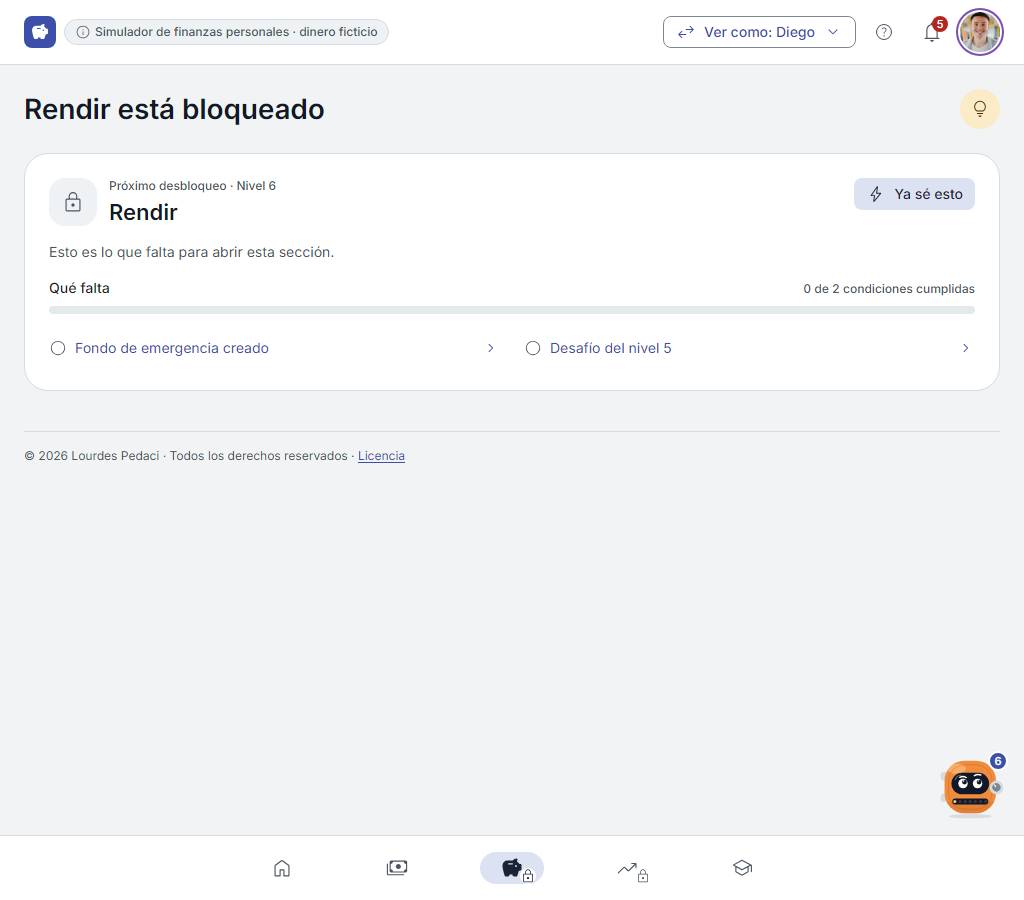 Simulador de finanzas personales · dinero ficticio
Ver como: Diego
5
Rendir está bloqueado
Próximo desbloqueo · Nivel 6
Rendir
Ya sé esto
Esto es lo que falta para abrir esta sección.
Qué falta
0 de 2 condiciones cumplidas
Fondo de emergencia creado
Desafío del nivel 5
© 2026 Lourdes Pedaci · Todos los derechos reservados · Licencia
6